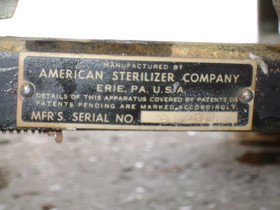 MANUFACTURED BY
AMERICAN STERILIZER COMPANY
ERIE, PA. U.S.A.
DETAILS OF THIS APPARATUS COVERED BY PATENTS OR
PATENTS PENDING ARE MARKED ACCORDINGLY
MFR'S SERIAL NO.